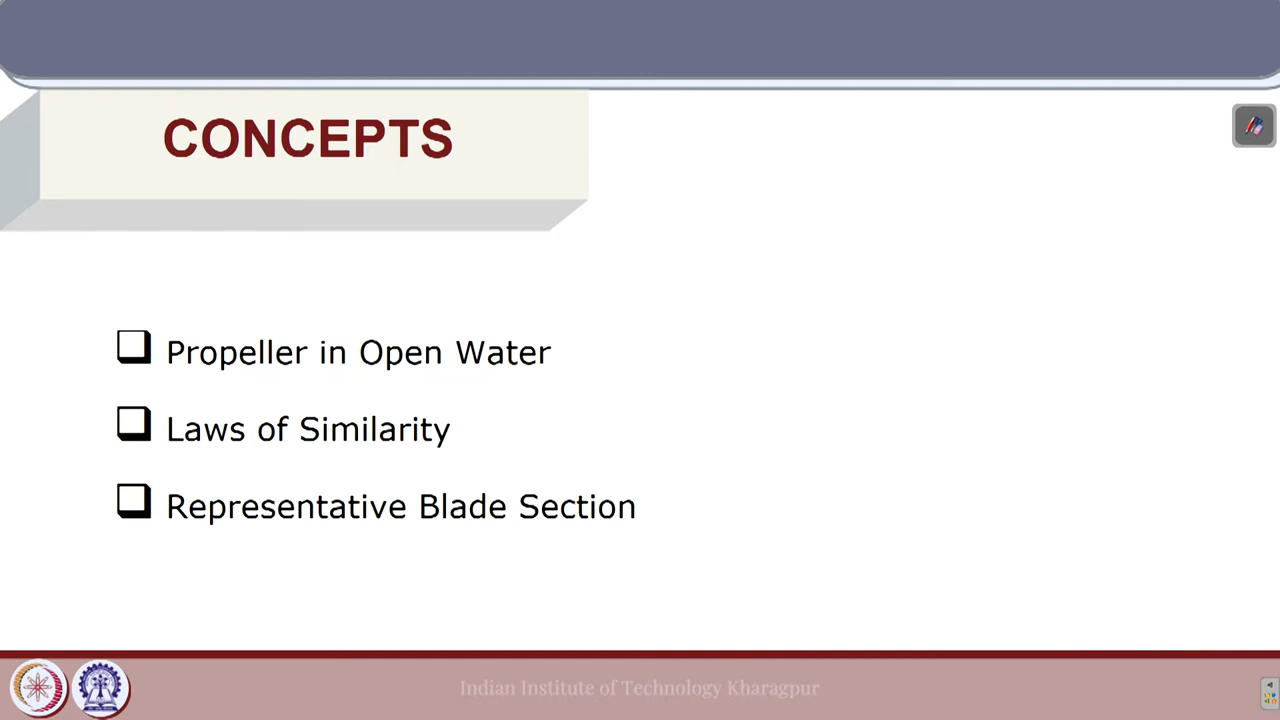 CONCEPTS
Propeller in Open Water
Laws of Similarity
Representative Blade Section
Indian Institute of Technology Kharagpur